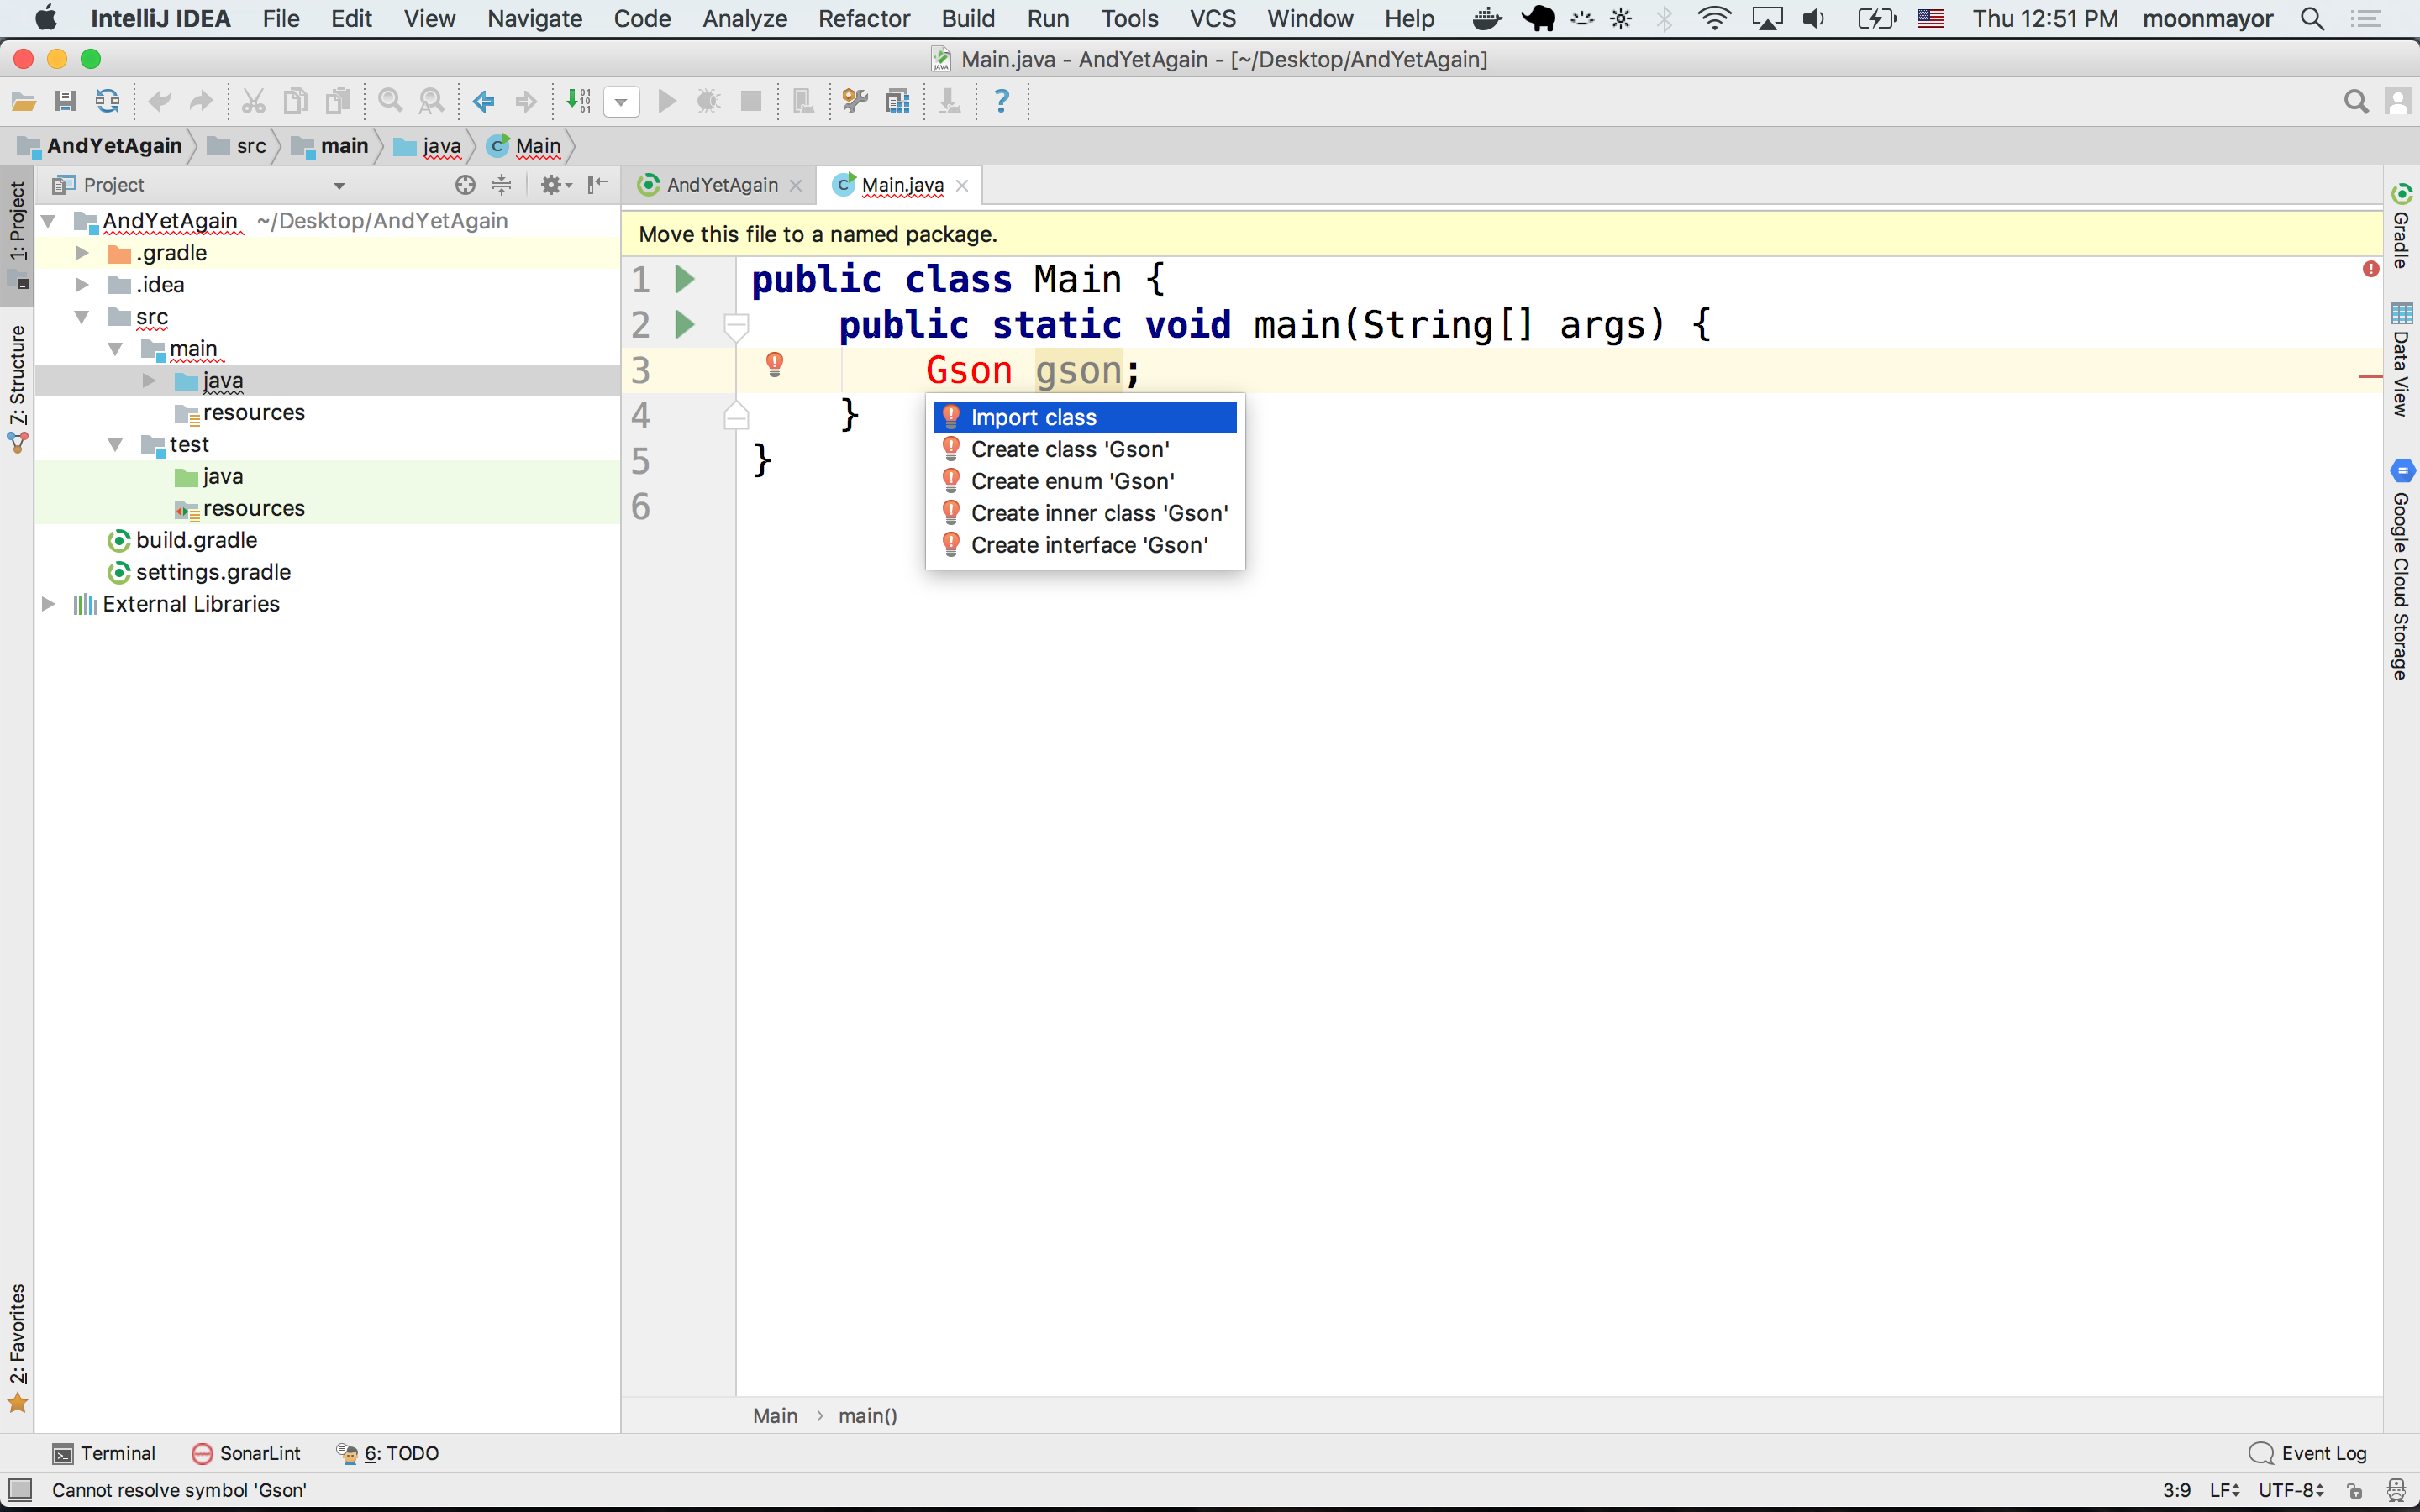 IntelliJ IDEA File Edit View Navigate Code Analyze Refactor Build Run Tools VCS Window Help Thu 12:51 PM moonmayor
Main.java - AndYetAgain - [~/Desktop/AndYetAgain]
AndYetAgain src main java Main
Project
AndYetAgain Main.java
1: Project
7: Structure
2: Favorites
AndYetAgain ~/Desktop/AndYetAgain
.gradle
.idea
src
main
java
resources
test
java
resources
build.gradle
settings.gradle
External Libraries
Move this file to a named package.
1 public class Main {
2 public static void main(String[] args) {
3 Gson gson;
4 }
5 }
6
Import class
Create class 'Gson'
Create enum 'Gson'
Create inner class 'Gson'
Create interface 'Gson'
Gradle
Data View
Google Cloud Storage
Main › main()
Terminal SonarLint 6: TODO Event Log
Cannot resolve symbol 'Gson' 3:9 LF UTF-8